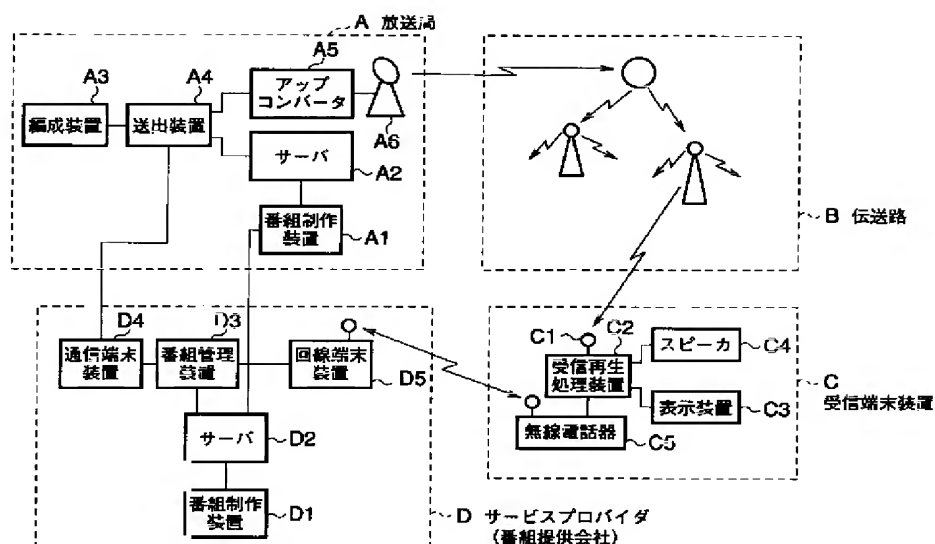 A 放送局
A5
A3
A4
アップ
コンバータ
編成装置
送出装置
A6
サーバ
A2
番組制作
装置
A1
B 伝送路
D4
D3
通信端末
装置
番組管理
装置
回線端末
装置
D5
サーバ
D2
番組制作
装置
D1
D サービスプロバイダ
(番組提供会社)
C1
C2
スピーカ
C4
受信再生
処理装置
表示装置
C3
無線電話器
C5
C
受信端末装置